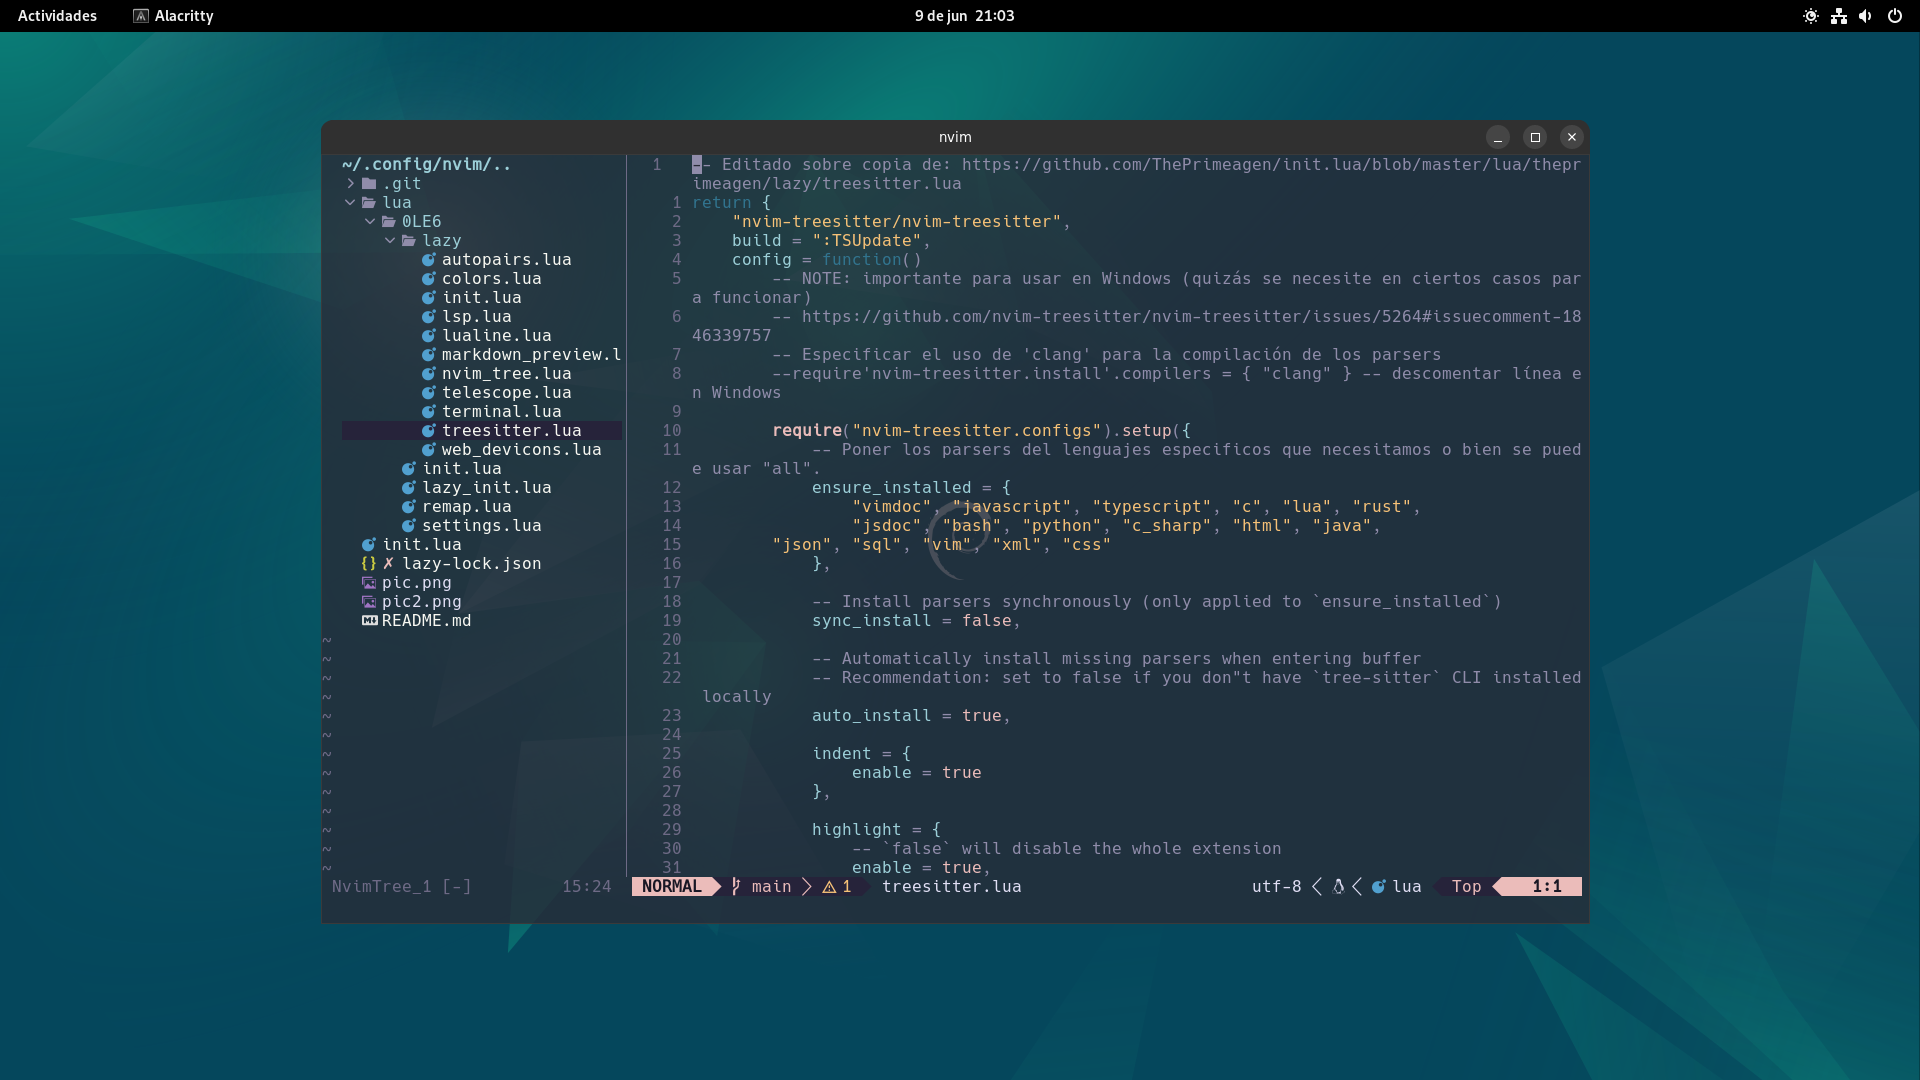 Actividades Alacritty 9 de jun 21:03
nvim
~/.config/nvim/..
.git
lua
0LE6
lazy
autopairs.lua
colors.lua
init.lua
lsp.lua
lualine.lua
markdown_preview.l
nvim_tree.lua
telescope.lua
terminal.lua
treesitter.lua
web_devicons.lua
init.lua
lazy_init.lua
remap.lua
settings.lua
init.lua
{} ✗ lazy-lock.json
pic.png
pic2.png
README.md
~
~
~
~
~
~
~
~
~
~
~
~
~
NvimTree_1 [-] 15:24
1 -- Editado sobre copia de: https://github.com/ThePrimeagen/init.lua/blob/master/lua/thepr
imeagen/lazy/treesitter.lua
1 return {
2 "nvim-treesitter/nvim-treesitter",
3 build = ":TSUpdate",
4 config = function()
5 -- NOTE: importante para usar en Windows (quizás se necesite en ciertos casos par
a funcionar)
6 -- https://github.com/nvim-treesitter/nvim-treesitter/issues/5264#issuecomment-18
46339757
7 -- Especificar el uso de 'clang' para la compilación de los parsers
8 --require'nvim-treesitter.install'.compilers = { "clang" } -- descomentar línea e
n Windows
9
10 require("nvim-treesitter.configs").setup({
11 -- Poner los parsers del lenguajes especificos que necesitamos o bien se pued
e usar "all".
12 ensure_installed = {
13 "vimdoc", "javascript", "typescript", "c", "lua", "rust",
14 "jsdoc", "bash", "python", "c_sharp", "html", "java",
15 "json", "sql", "vim", "xml", "css"
16 },
17
18 -- Install parsers synchronously (only applied to `ensure_installed`)
19 sync_install = false,
20
21 -- Automatically install missing parsers when entering buffer
22 -- Recommendation: set to false if you don"t have `tree-sitter` CLI installed
locally
23 auto_install = true,
24
25 indent = {
26 enable = true
27 },
28
29 highlight = {
30 -- `false` will disable the whole extension
31 enable = true,
NORMAL main 1 treesitter.lua utf-8 lua Top 1:1